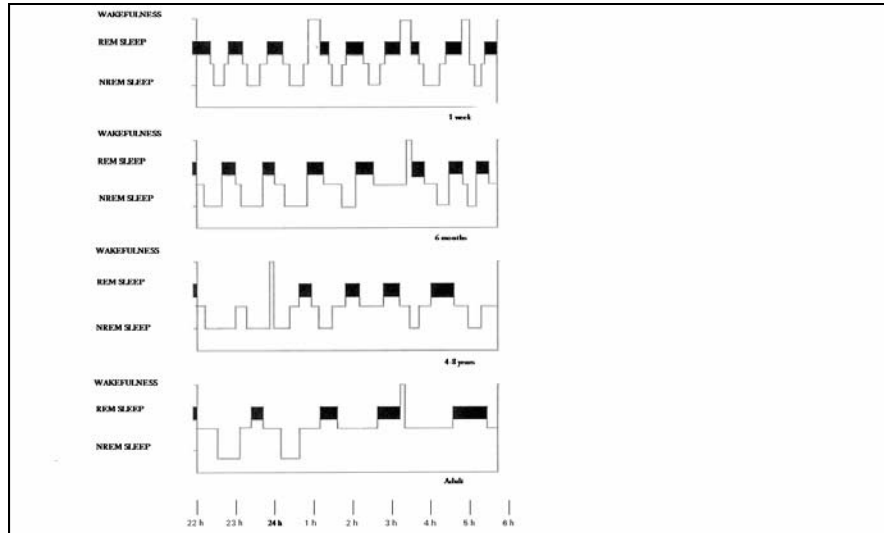 WAKEFULNESS
REM SLEEP
NREM SLEEP
1 week
WAKEFULNESS
REM SLEEP
NREM SLEEP
6 months
WAKEFULNESS
REM SLEEP
NREM SLEEP
4-8 years
WAKEFULNESS
REM SLEEP
NREM SLEEP
Adult
22 h 23 h 24 h 1 h 2 h 3 h 4 h 5 h 6 h